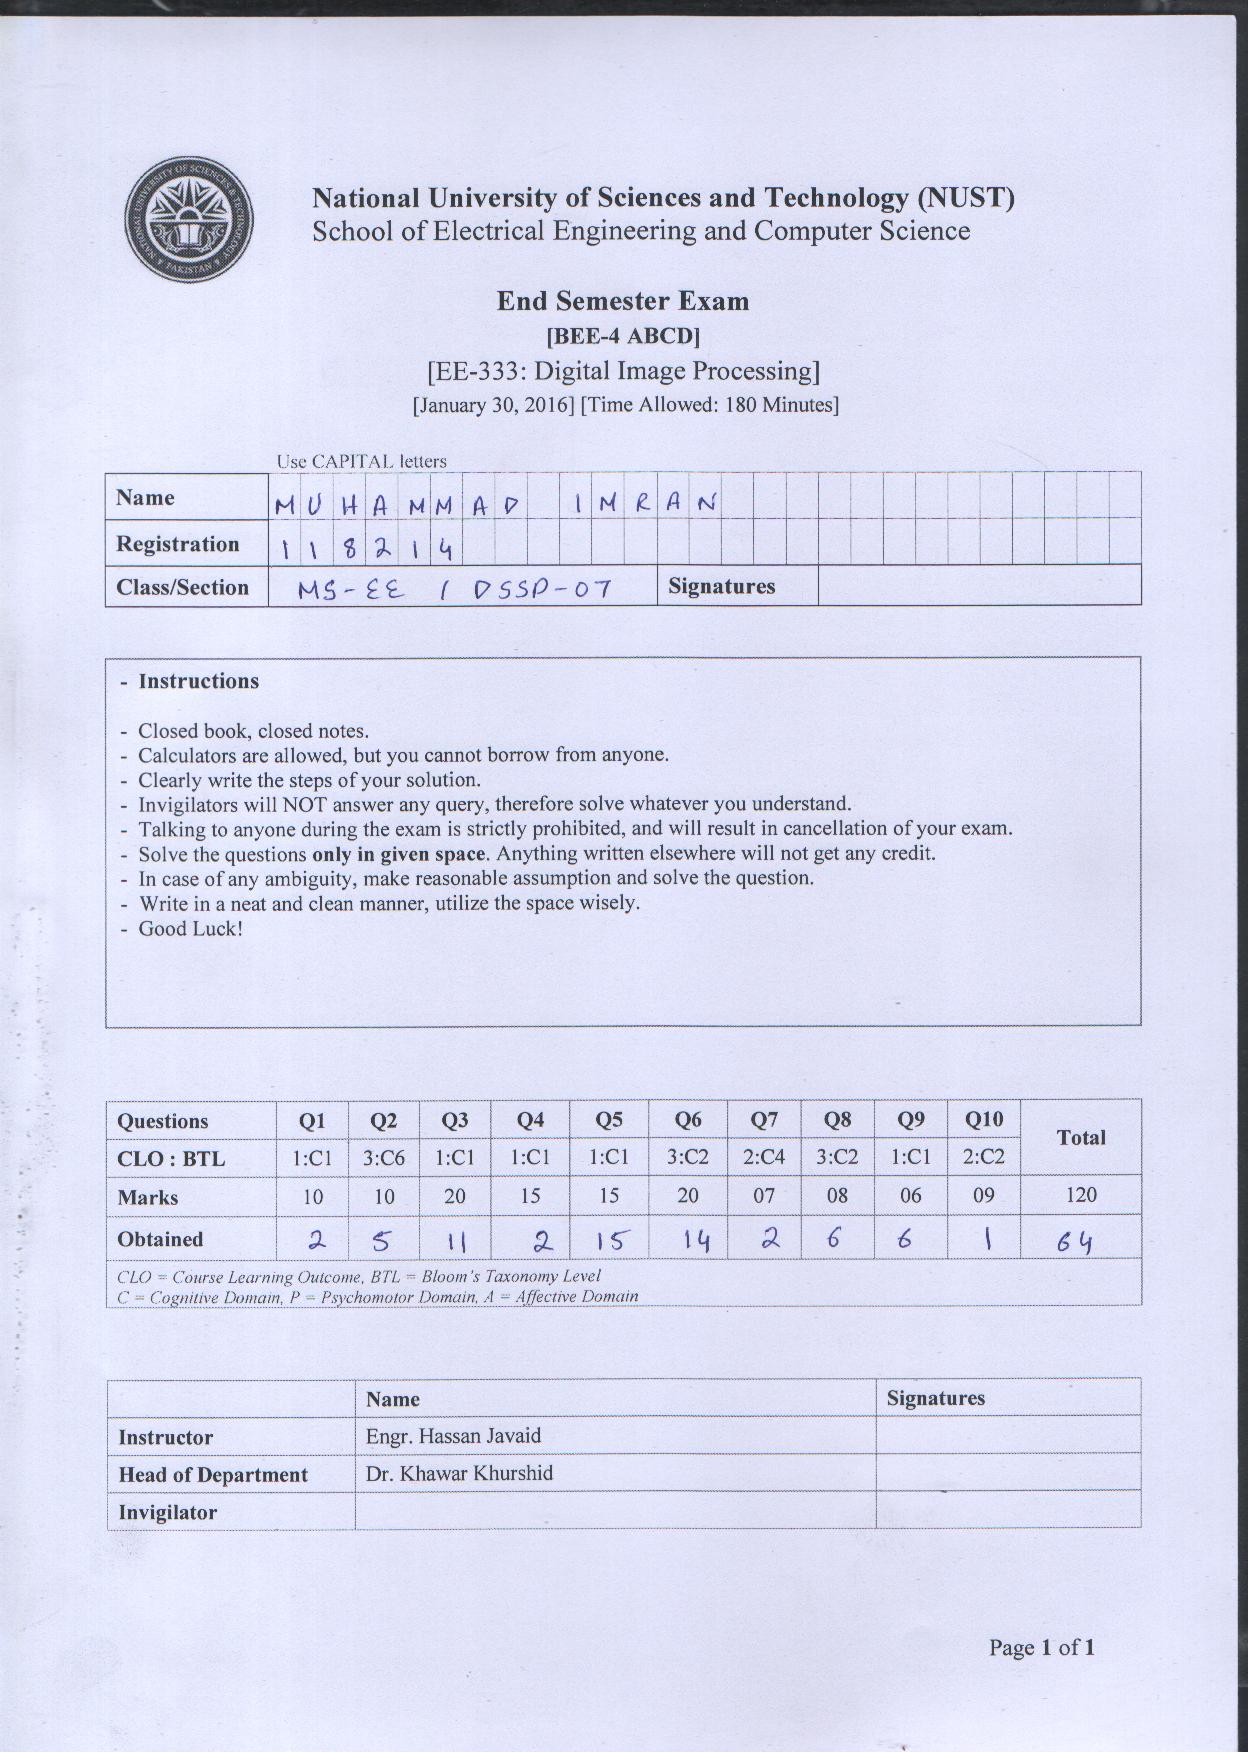 NATIONAL UNIVERSITY OF SCIENCES & TECHNOLOGY
PAKISTAN
National University of Sciences and Technology (NUST)
School of Electrical Engineering and Computer Science
End Semester Exam
[BEE-4 ABCD]
[EE-333: Digital Image Processing]
[January 30, 2016] [Time Allowed: 180 Minutes]
Use CAPITAL letters
Name MUHAMMAD IMRAN
Registration 118214
Class/Section MS-EE / DSSP-07 Signatures
- Instructions
- Closed book, closed notes.
- Calculators are allowed, but you cannot borrow from anyone.
- Clearly write the steps of your solution.
- Invigilators will NOT answer any query, therefore solve whatever you understand.
- Talking to anyone during the exam is strictly prohibited, and will result in cancellation of your exam.
- Solve the questions only in given space. Anything written elsewhere will not get any credit.
- In case of any ambiguity, make reasonable assumption and solve the question.
- Write in a neat and clean manner, utilize the space wisely.
- Good Luck!
Questions Q1 Q2 Q3 Q4 Q5 Q6 Q7 Q8 Q9 Q10 Total
CLO : BTL 1:C1 3:C6 1:C1 1:C1 1:C1 3:C2 2:C4 3:C2 1:C1 2:C2
Marks 10 10 20 15 15 20 07 08 06 09 120
Obtained 2 5 11 2 15 14 2 6 6 1 64
CLO = Course Learning Outcome, BTL = Bloom's Taxonomy Level
C = Cognitive Domain, P = Psychomotor Domain, A = Affective Domain
Name Signatures
Instructor Engr. Hassan Javaid
Head of Department Dr. Khawar Khurshid
Invigilator
Page 1 of 1